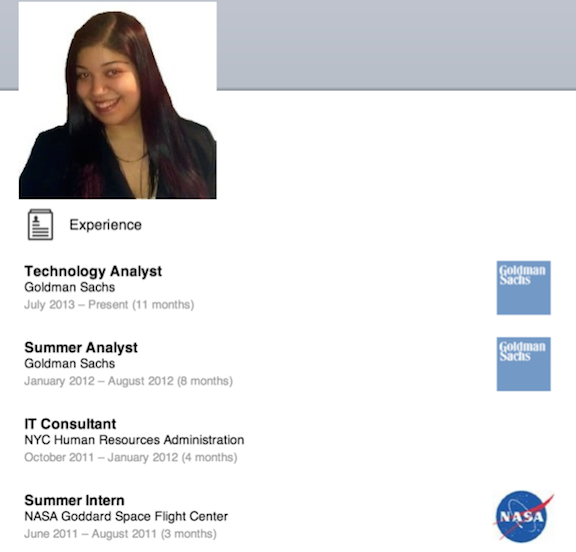 Experience
Technology Analyst
Goldman Sachs
July 2013 – Present (11 months)
Goldman
Sachs
Summer Analyst
Goldman Sachs
January 2012 – August 2012 (8 months)
Goldman
Sachs
IT Consultant
NYC Human Resources Administration
October 2011 – January 2012 (4 months)
Summer Intern
NASA Goddard Space Flight Center
June 2011 – August 2011 (3 months)
NASA